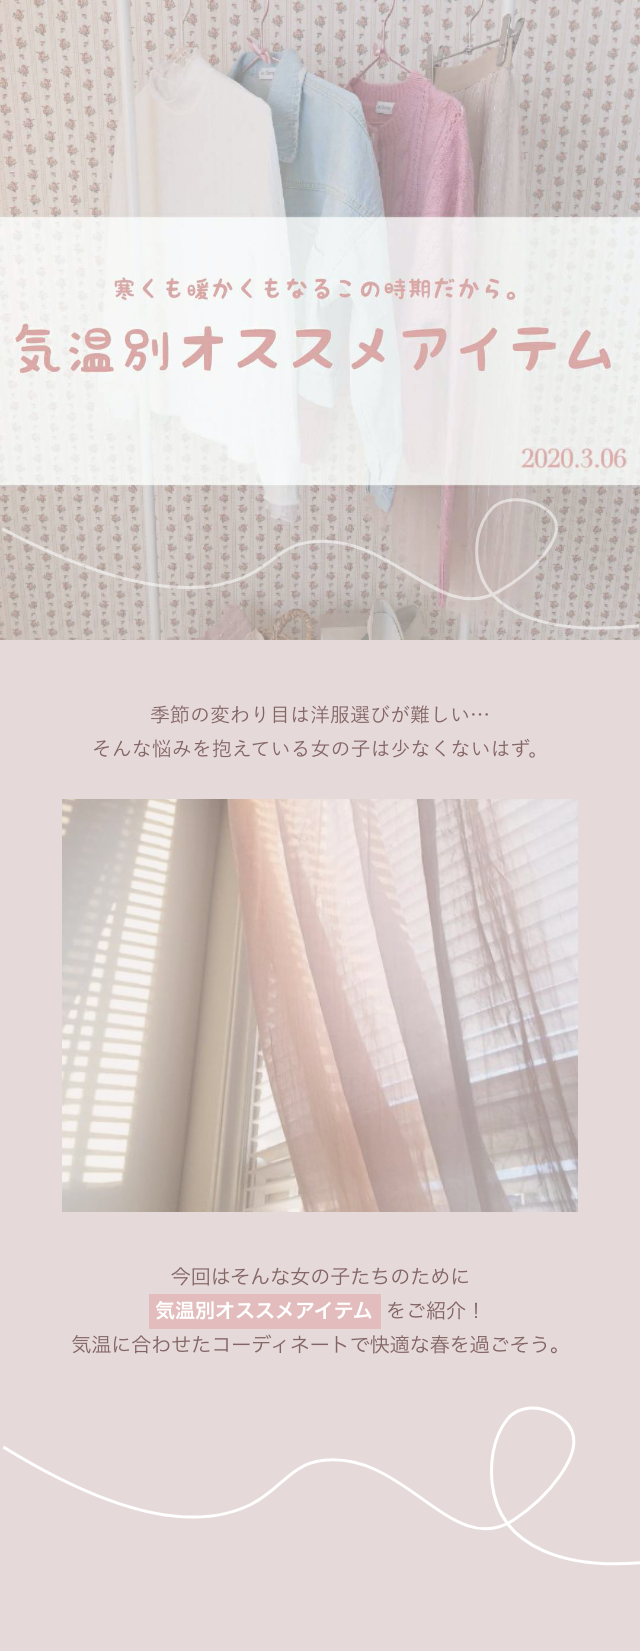 寒くも暖かくもなるこの時期だから。
気温別オススメアイテム
2020.3.06
季節の変わり目は洋服選びが難しい…
そんな悩みを抱えている女の子は少なくないはず。
今回はそんな女の子たちのために
気温別オススメアイテム をご紹介！
気温に合わせたコーディネートで快適な春を過ごそう。